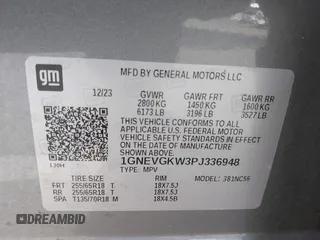 gm
MFD BY GENERAL MOTORS LLC
12/23 GVWR GAWR FRT GAWR RR
2800KG 1450 KG 1600 KG
6173 LB 3196 LB 3527 LB
THIS VEHICLE CONFORMS TO ALL APPLICABLE
U.S. FEDERAL MOTOR VEHICLE SAFETY
STANDARDS IN EFFECT ON THE DATE OF
MANUFACTURE SHOWN ABOVE.
1GNEVGKW3PJ336948
TYPE: MPV
TIRE SIZE RIM MODEL:
FRT 255/65R18 T 18X7.5J
RR 255/65R18 T 18X7.5J
SPA T135/70R18 M 18X4.5B
DREAMBID